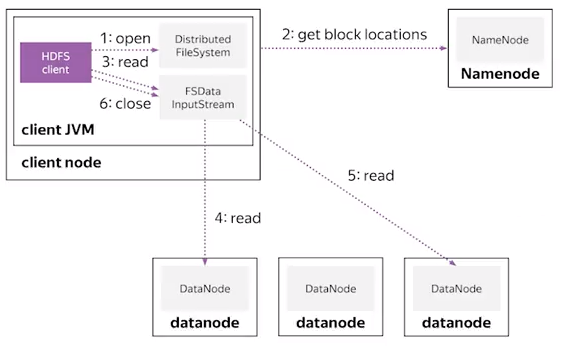 1: open
Distributed
FileSystem
2: get block locations
NameNode
Namenode
HDFS
client
3: read
FSData
InputStream
6: close
client JVM
client node
5: read
4: read
DataNode
datanode
DataNode
datanode
DataNode
datanode